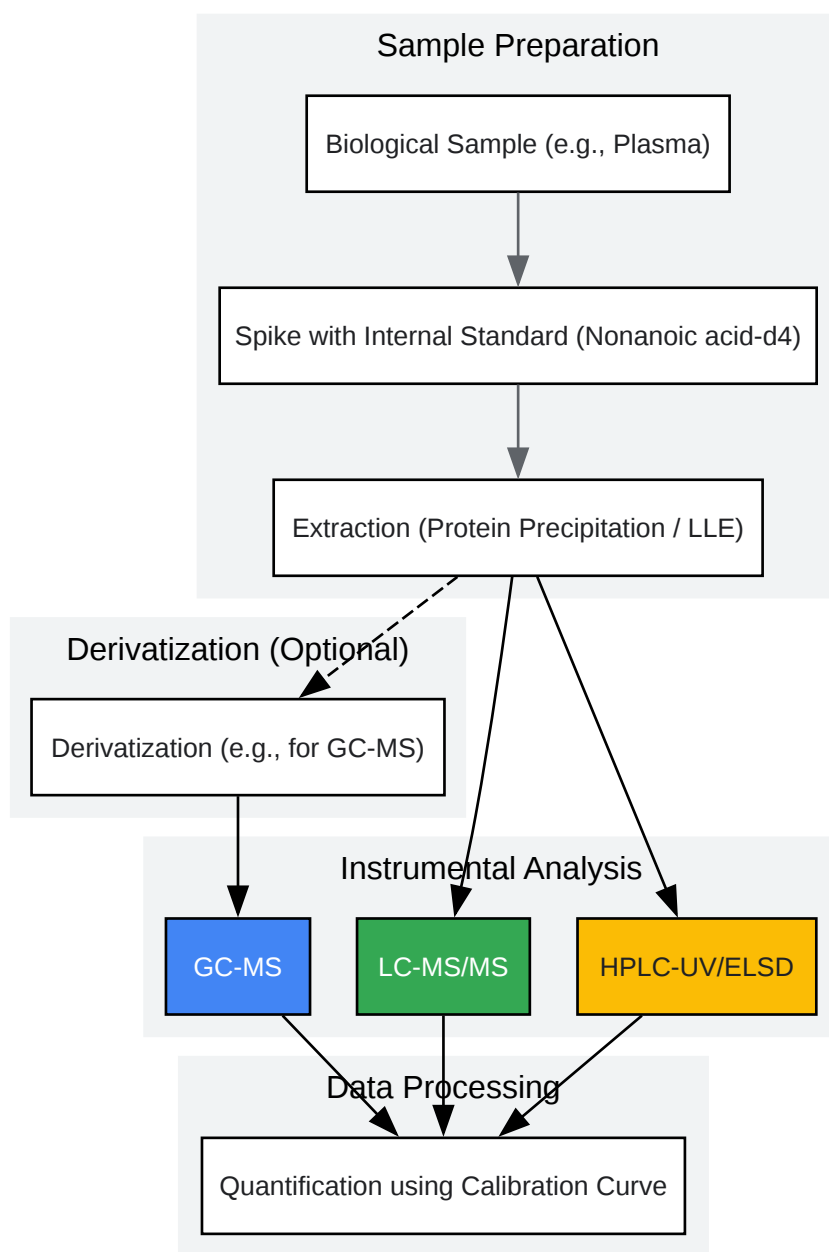 Sample Preparation
Biological Sample (e.g., Plasma)
Spike with Internal Standard (Nonanoic acid-d4)
Extraction (Protein Precipitation / LLE)
Derivatization (Optional)
Derivatization (e.g., for GC-MS)
Instrumental Analysis
GC-MS
LC-MS/MS
HPLC-UV/ELSD
Data Processing
Quantification using Calibration Curve